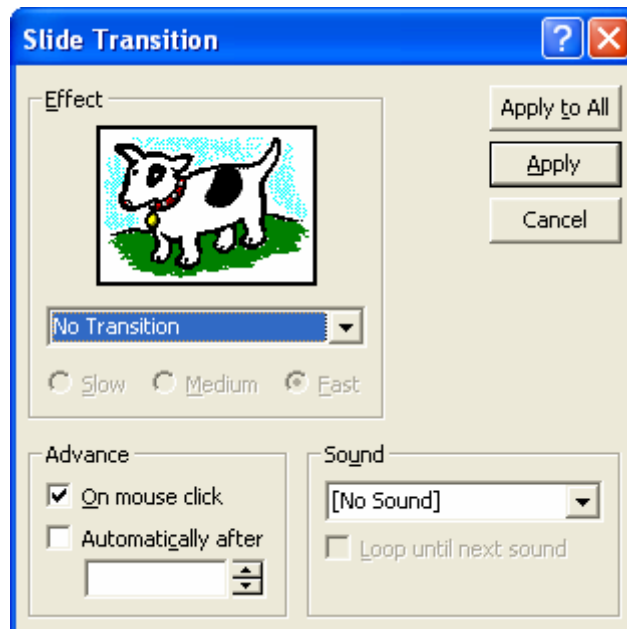 Slide Transition
Effect
Apply to All
Apply
Cancel
No Transition
Slow Medium Fast
Advance
On mouse click
Automatically after
Sound
[No Sound]
Loop until next sound